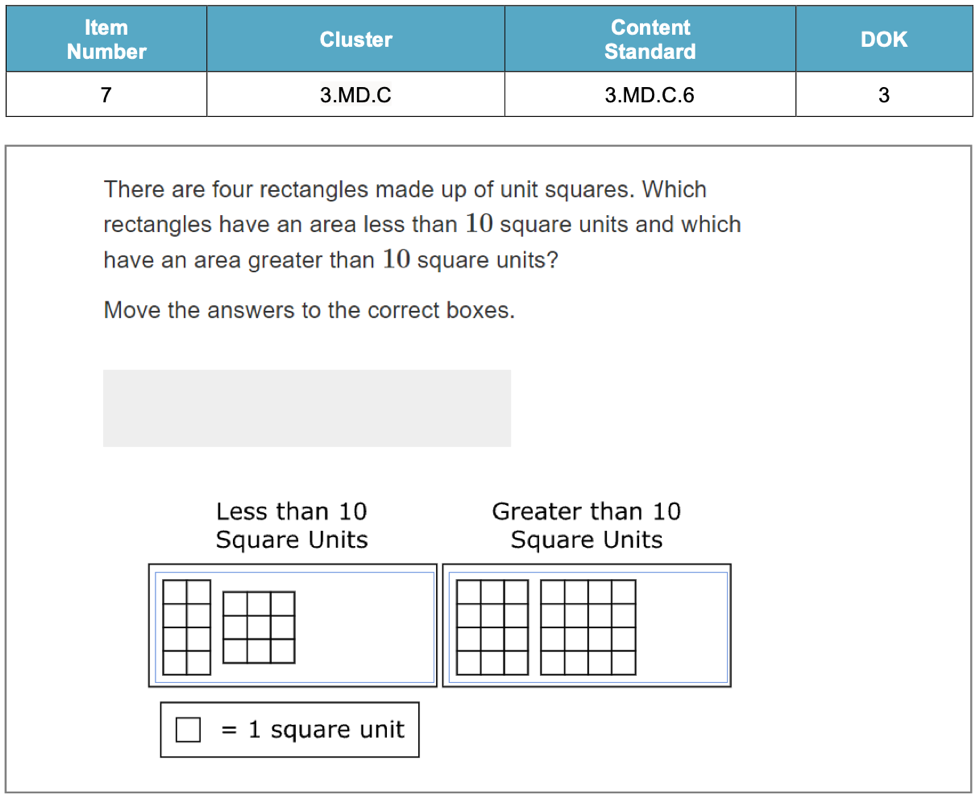 Item Number
Cluster
Content Standard
DOK
7
3.MD.C
3.MD.C.6
3
There are four rectangles made up of unit squares. Which
rectangles have an area less than 10 square units and which
have an area greater than 10 square units?
Move the answers to the correct boxes.
Less than 10
Square Units
Greater than 10
Square Units
= 1 square unit